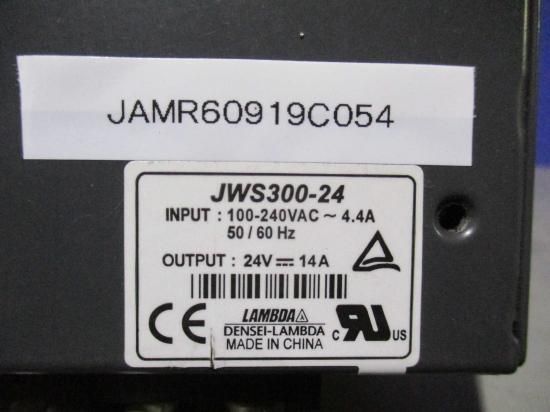 JAMR60919C054
JWS300-24
INPUT : 100-240VAC ~ 4.4A
50 / 60 Hz
OUTPUT : 24V ⎓ 14A
LAMBDA
CE
DENSEI-LAMBDA
MADE IN CHINA
c RU US